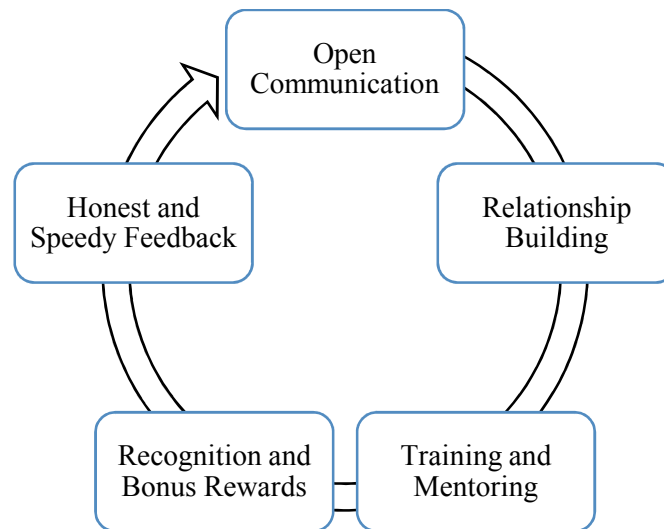 Open
Communication
Relationship
Building
Training and
Mentoring
Recognition and
Bonus Rewards
Honest and
Speedy Feedback